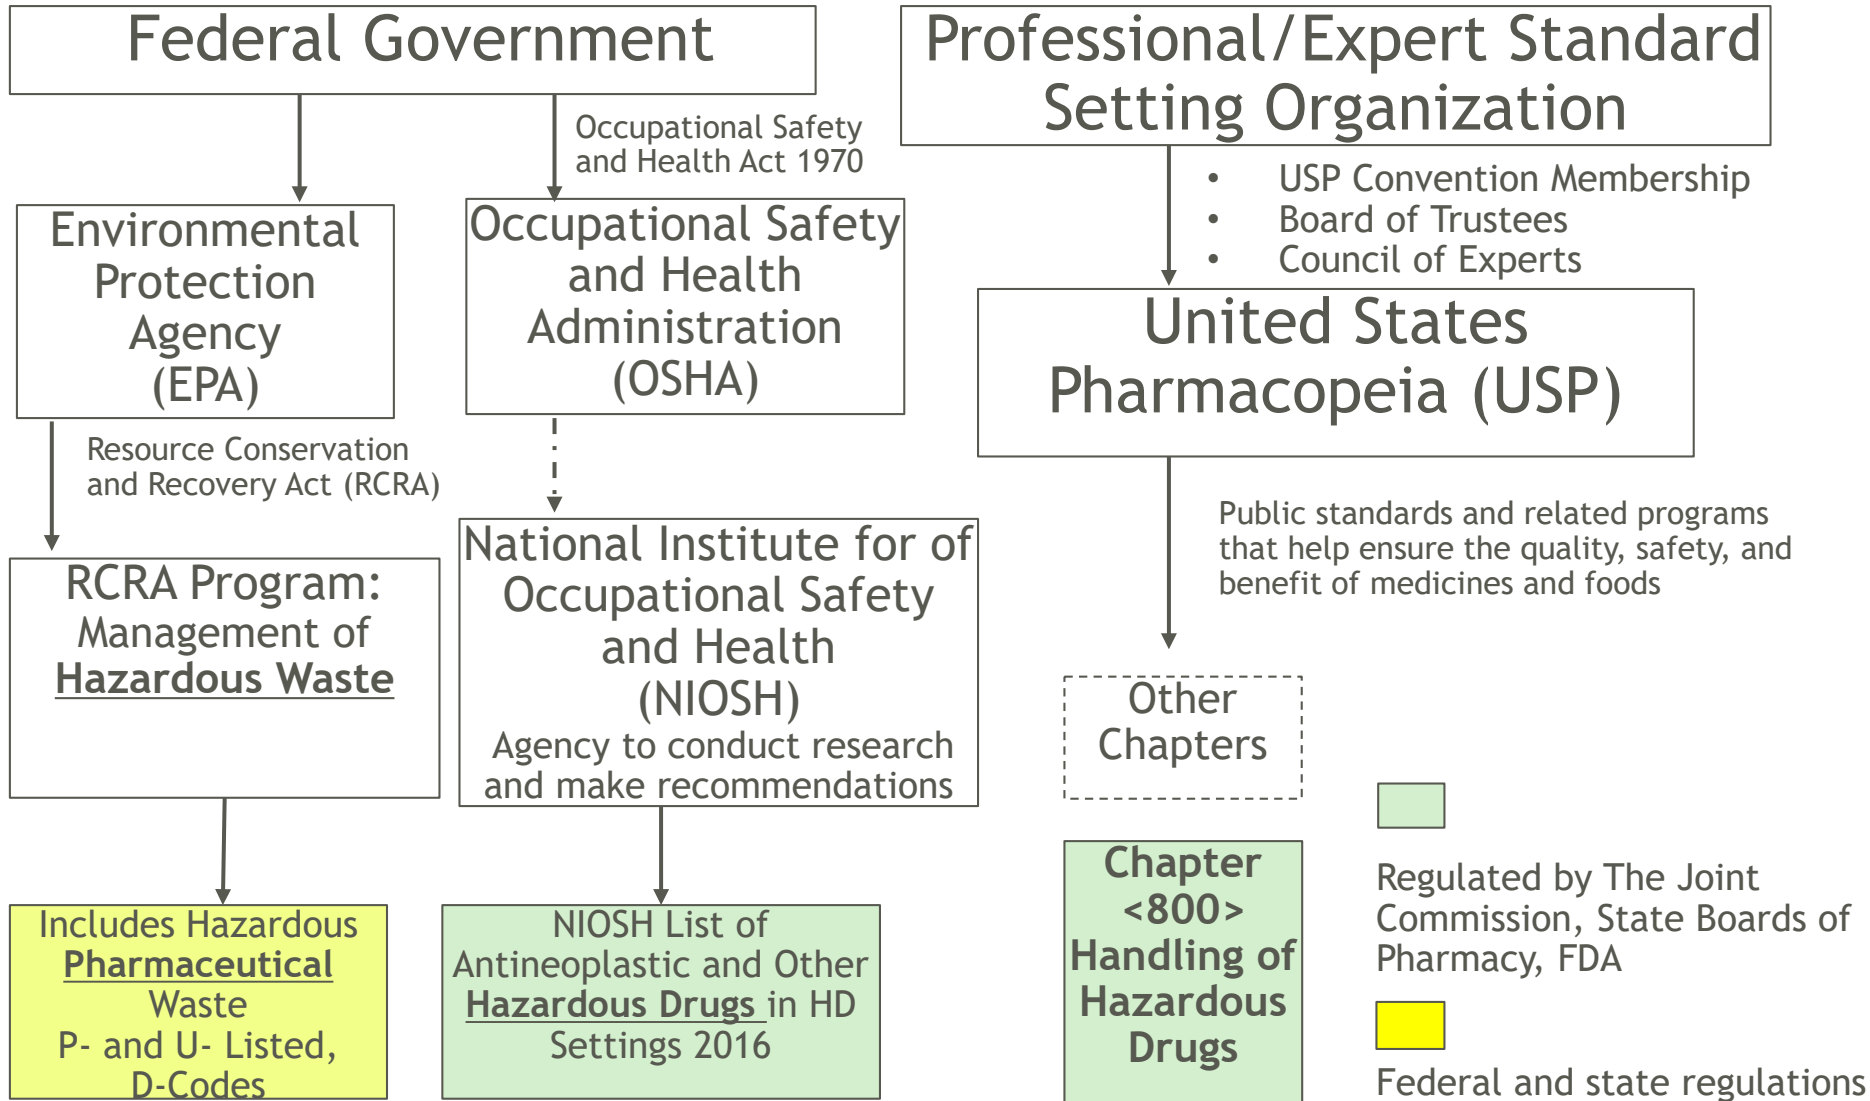 Federal Government
Occupational Safety
and Health Act 1970
Environmental
Protection
Agency
(EPA)
Occupational Safety
and Health
Administration
(OSHA)
Resource Conservation
and Recovery Act (RCRA)
RCRA Program:
Management of
Hazardous Waste
National Institute for of
Occupational Safety
and Health
(NIOSH)
Agency to conduct research
and make recommendations
Includes Hazardous
Pharmaceutical
Waste
P- and U- Listed,
D-Codes
NIOSH List of
Antineoplastic and Other
Hazardous Drugs in HD
Settings 2016
Professional/Expert Standard
Setting Organization
• USP Convention Membership
• Board of Trustees
• Council of Experts
United States
Pharmacopeia (USP)
Public standards and related programs
that help ensure the quality, safety, and
benefit of medicines and foods
Other
Chapters
Chapter
<800>
Handling of
Hazardous
Drugs
Regulated by The Joint
Commission, State Boards of
Pharmacy, FDA
Federal and state regulations